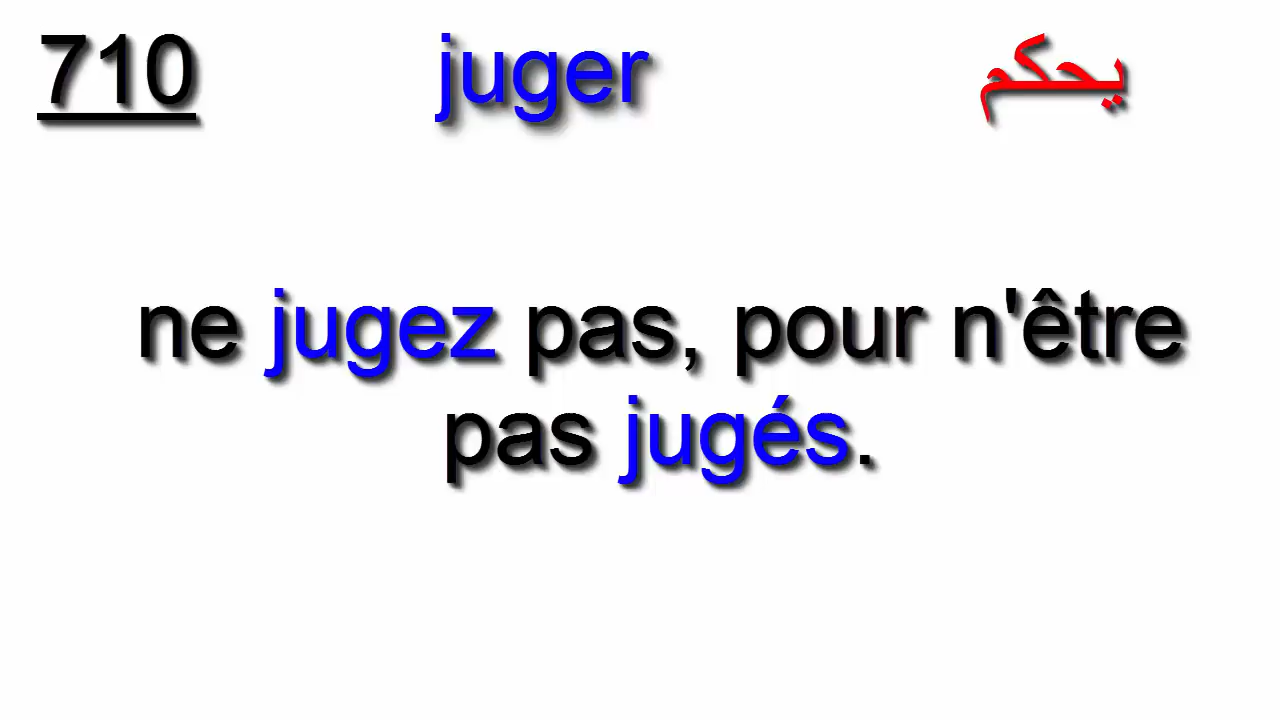 710 juger يحكم
ne jugez pas, pour n'être
pas jugés.